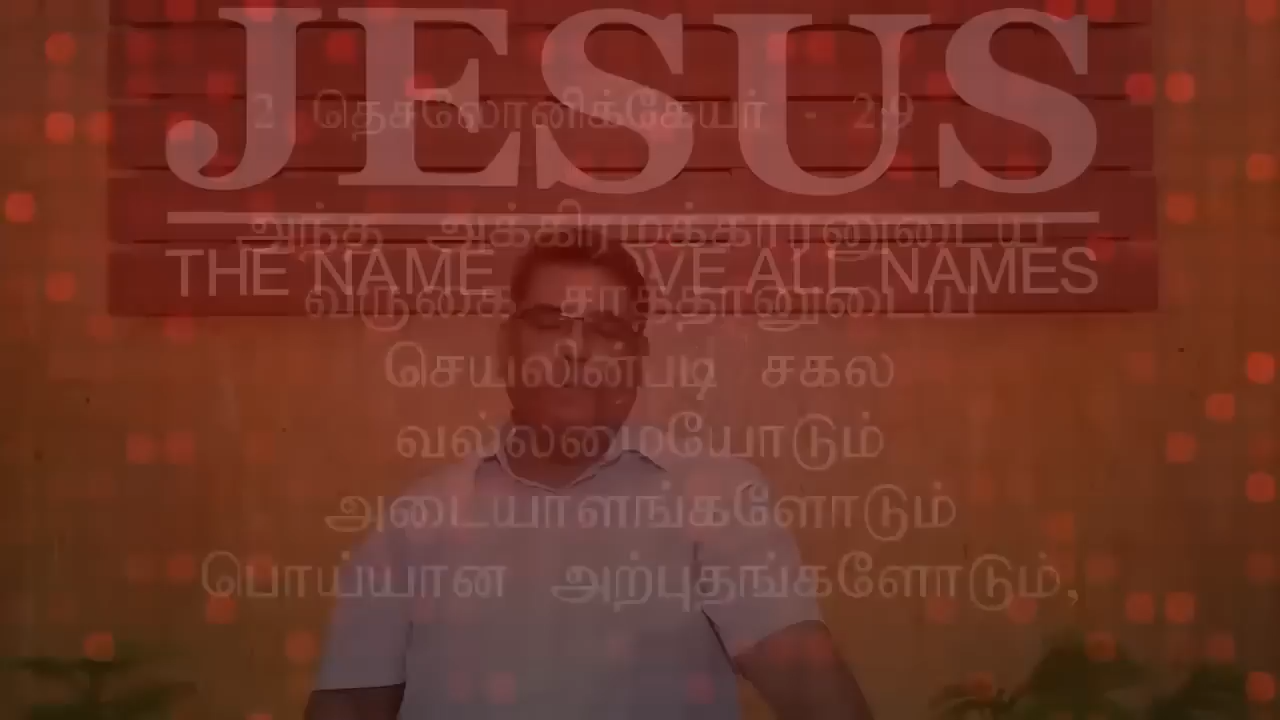 JESUS
2 தெசலோனிக்கேயர் - 2:9
அந்த அக்கிரமக்காரனுடைய
THE NAME OVE ALL NAMES
வருகை சாத்தானுடைய
செயலின்படி சகல
வல்லமையோடும்
அடையாளங்களோடும்
பொய்யான அற்புதங்களோடும்,